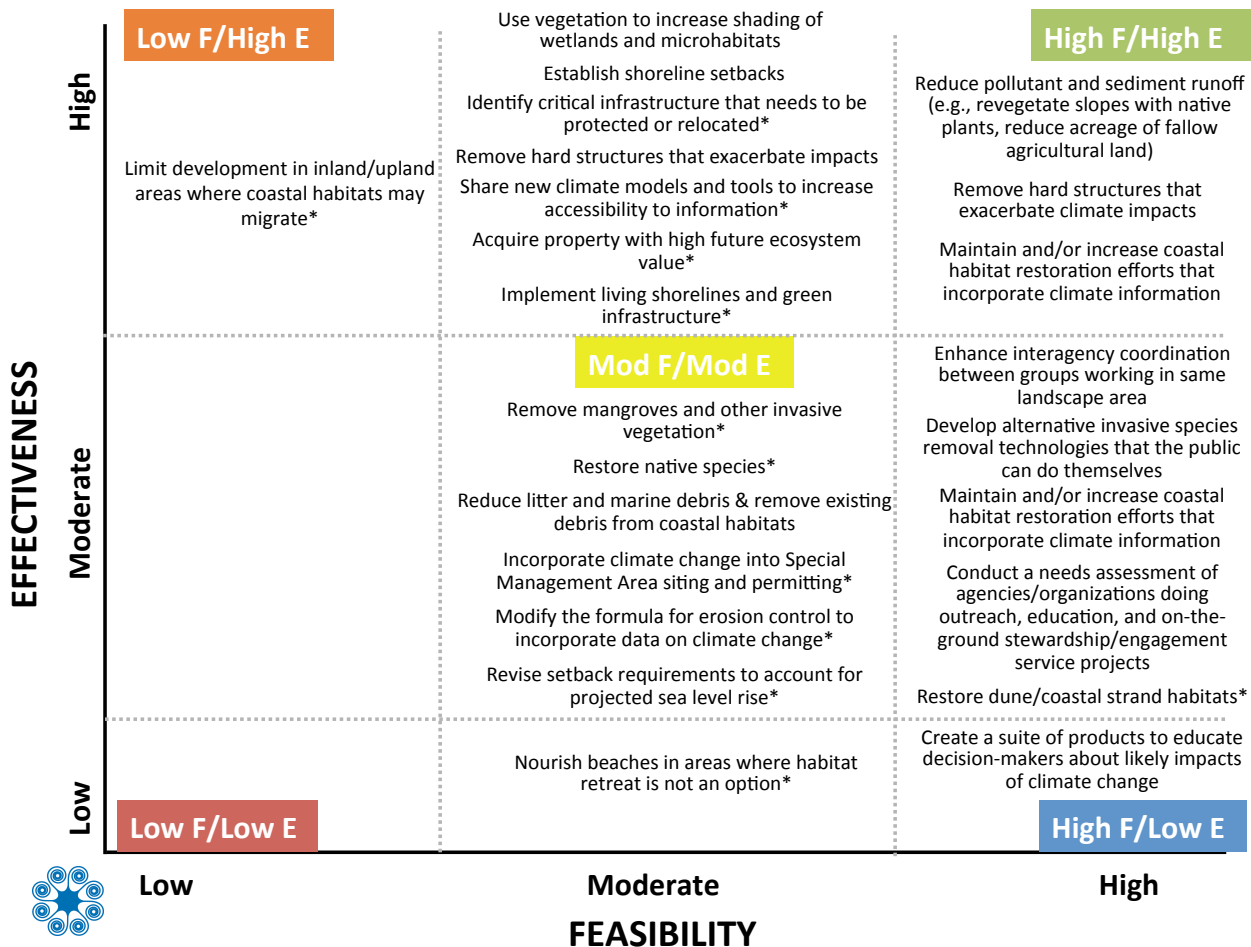 Low F/High E
Use vegetation to increase shading of
wetlands and microhabitats
Establish shoreline setbacks
Identify critical infrastructure that needs to be
protected or relocated*
Remove hard structures that exacerbate impacts
Share new climate models and tools to increase
accessibility to information*
Acquire property with high future ecosystem
value*
Implement living shorelines and green
infrastructure*
High F/High E
Reduce pollutant and sediment runoff
(e.g., revegetate slopes with native
plants, reduce acreage of fallow
agricultural land)
Remove hard structures that
exacerbate climate impacts
Maintain and/or increase coastal
habitat restoration efforts that
incorporate climate information
High
Limit development in inland/upland
areas where coastal habitats may
migrate*
EFFECTIVENESS
Moderate
Mod F/Mod E
Remove mangroves and other invasive
vegetation*
Restore native species*
Reduce litter and marine debris & remove existing
debris from coastal habitats
Incorporate climate change into Special
Management Area siting and permitting*
Modify the formula for erosion control to
incorporate data on climate change*
Revise setback requirements to account for
projected sea level rise*
Enhance interagency coordination
between groups working in same
landscape area
Develop alternative invasive species
removal technologies that the public
can do themselves
Maintain and/or increase coastal
habitat restoration efforts that
incorporate climate information
Conduct a needs assessment of
agencies/organizations doing
outreach, education, and on-the-
ground stewardship/engagement
service projects
Restore dune/coastal strand habitats*
Low
Low F/Low E
Nourish beaches in areas where habitat
retreat is not an option*
Create a suite of products to educate
decision-makers about likely impacts
of climate change
High F/Low E
Low
Moderate
High
FEASIBILITY